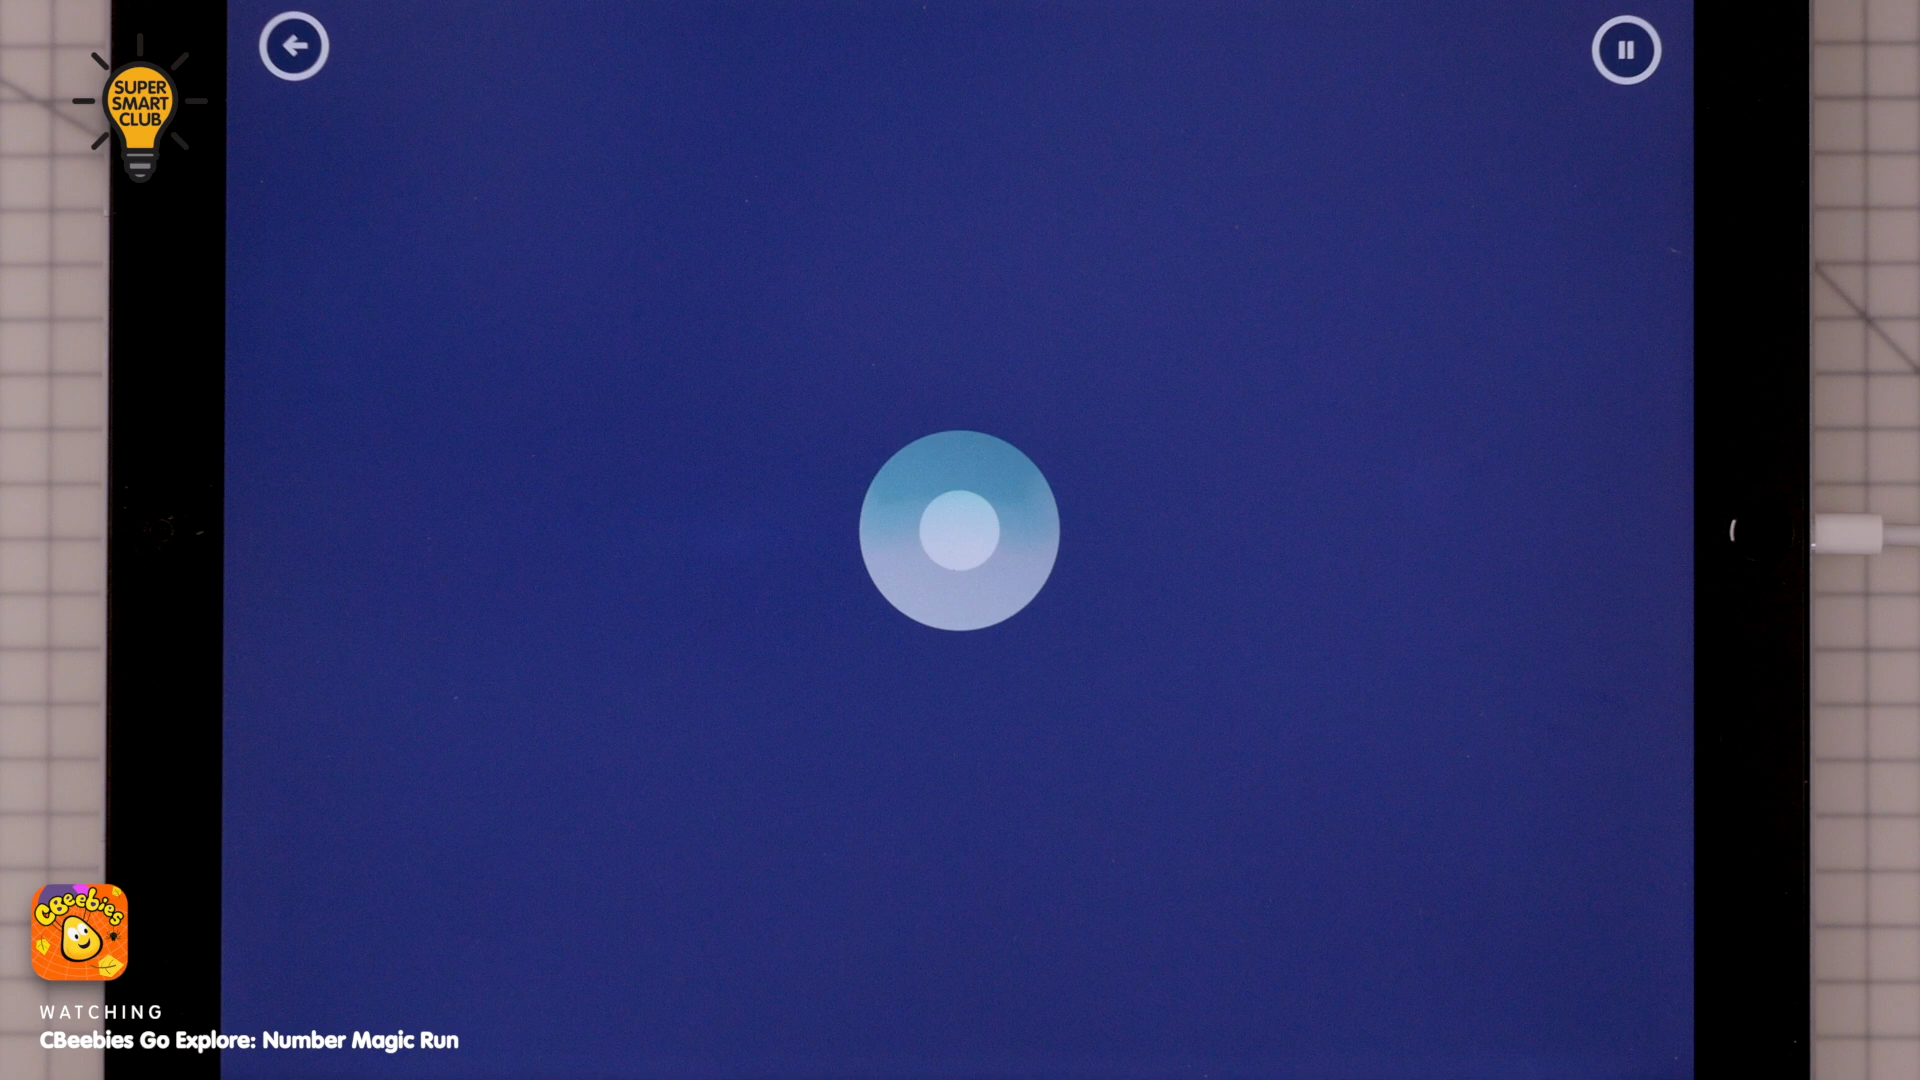 SUPER
SMART
CLUB
CBeebies
WATCHING
CBeebies Go Explore: Number Magic Run